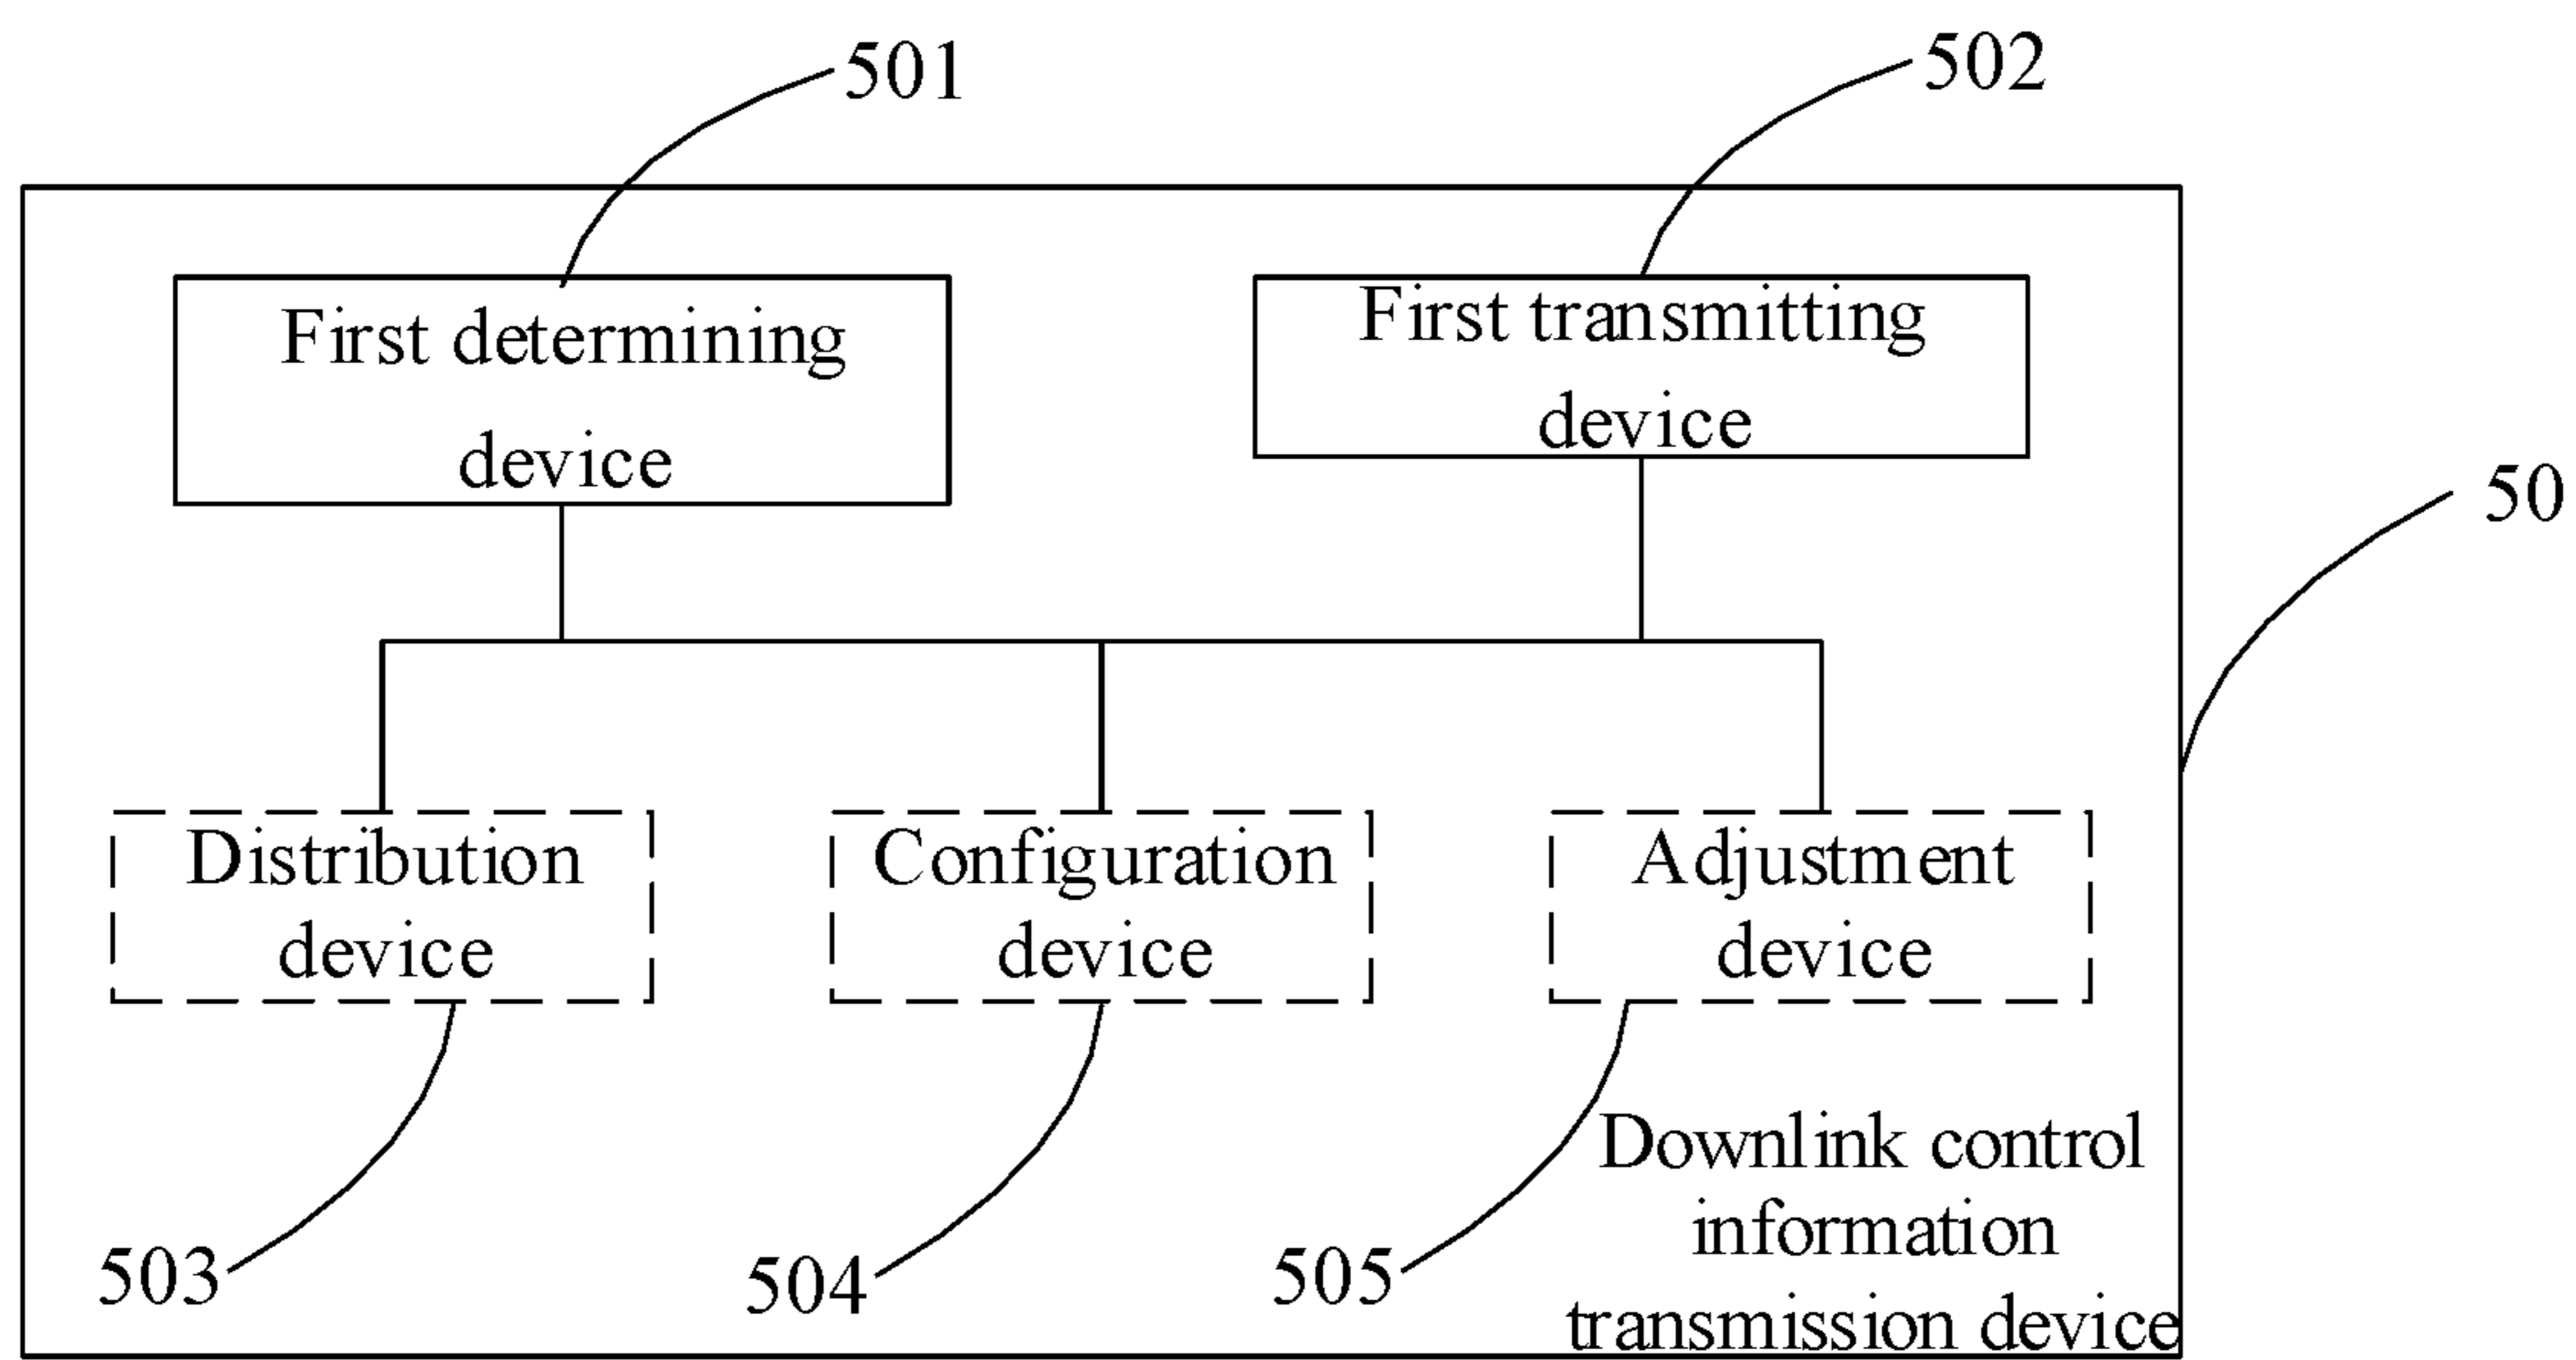 501
502
First determining
device
First transmitting
device
50
Distribution
device
Configuration
device
Adjustment
device
503
504
505
Downlink control
information
transmission device